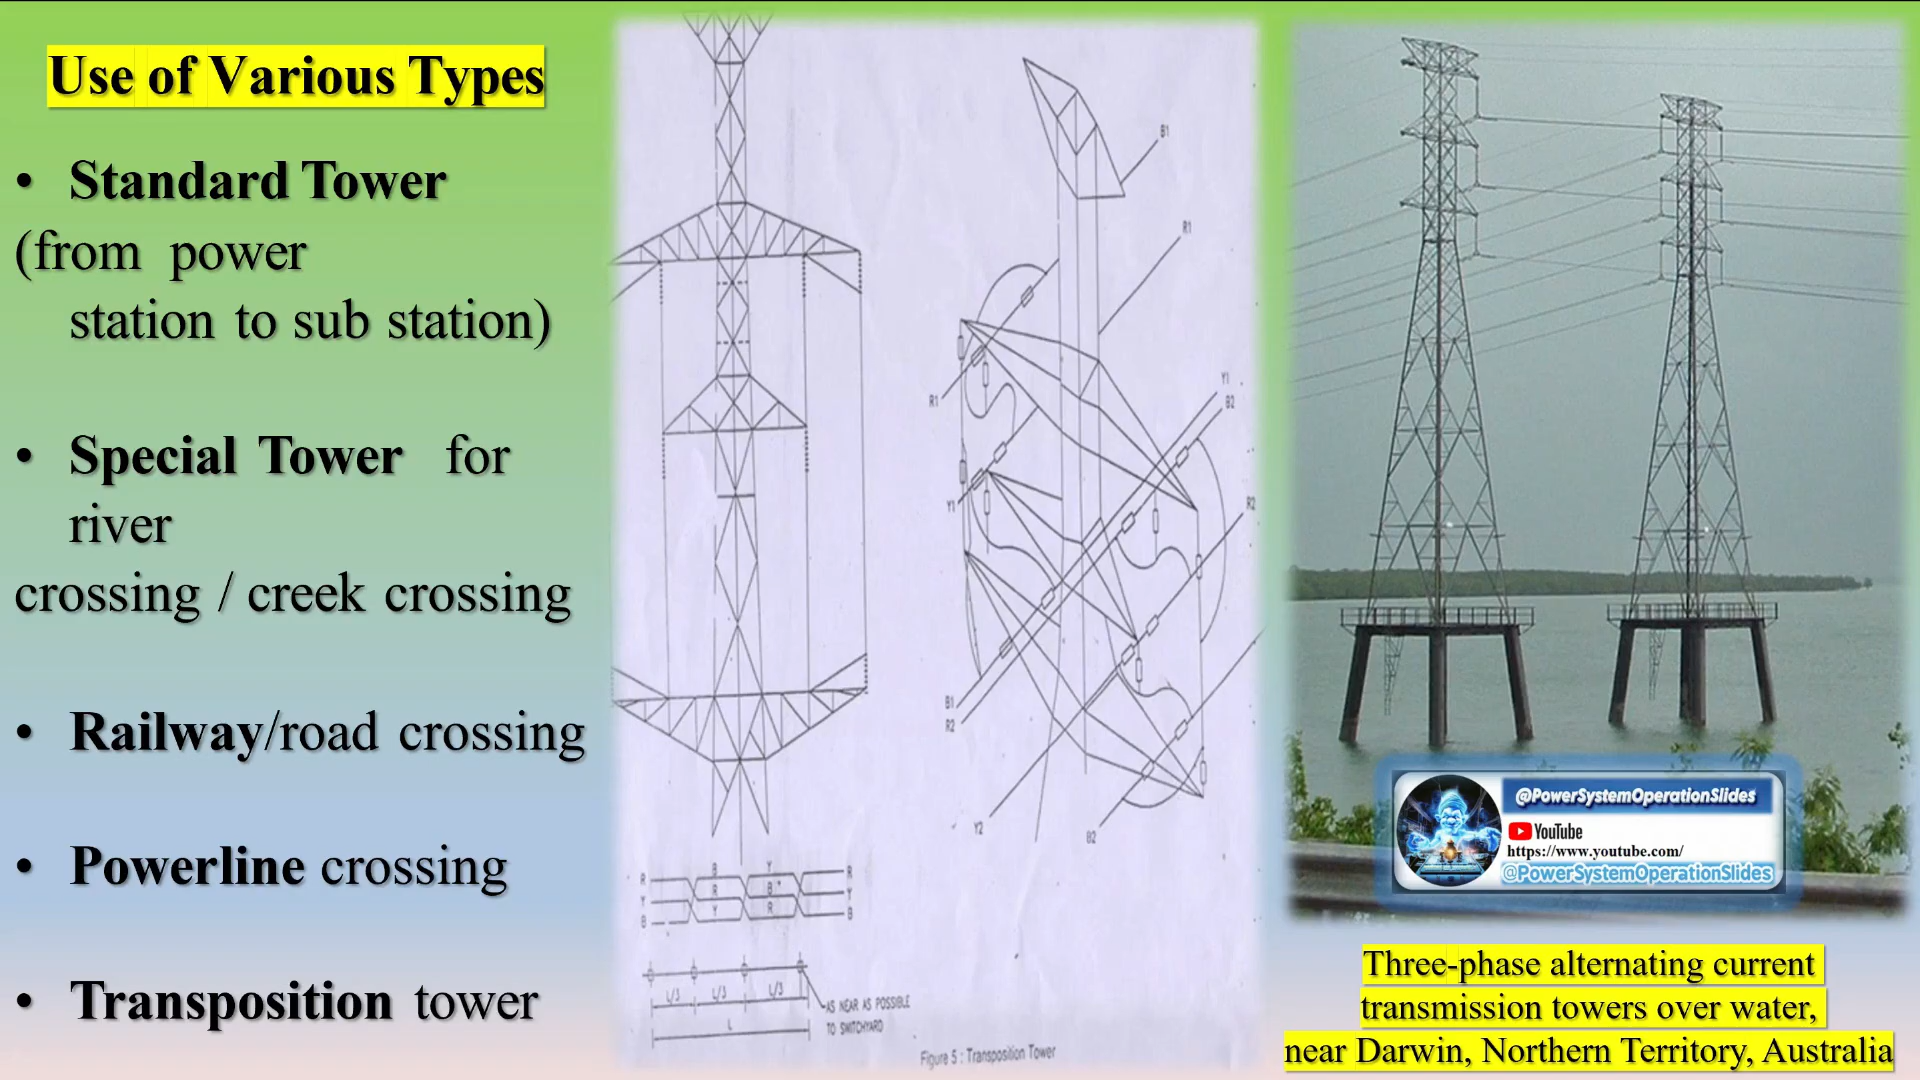 Use of Various Types
• Standard Tower
(from power
station to sub station)
• Special Tower for
river
crossing / creek crossing
• Railway/road crossing
• Powerline crossing
• Transposition tower
B1
R1
R1
Y1
B2
Y1
R2
B1
R2
Y2
B2
B Y
R R
R B
Y Y
Y R
B B
L/3 L/3 L/3
L
AS NEAR AS POSSIBLE
TO SWITCHYARD
Figure 5 : Transposition Tower
@PowerSystemOperationSlides
YouTube
https://www.youtube.com/
@PowerSystemOperationSlides
Three-phase alternating current
transmission towers over water,
near Darwin, Northern Territory, Australia